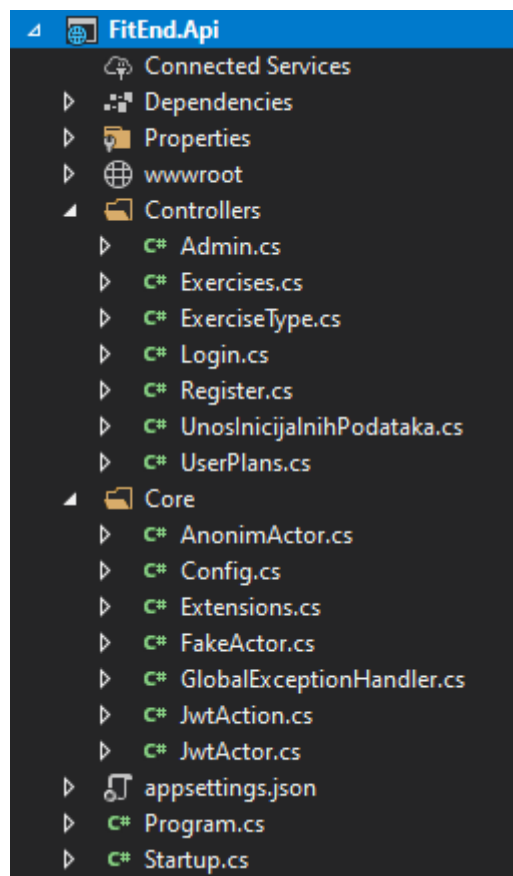 FitEnd.Api
Connected Services
Dependencies
Properties
wwwroot
Controllers
C# Admin.cs
C# Exercises.cs
C# ExerciseType.cs
C# Login.cs
C# Register.cs
C# UnosInicijalnihPodataka.cs
C# UserPlans.cs
Core
C# AnonimActor.cs
C# Config.cs
C# Extensions.cs
C# FakeActor.cs
C# GlobalExceptionHandler.cs
C# JwtAction.cs
C# JwtActor.cs
appsettings.json
C# Program.cs
C# Startup.cs